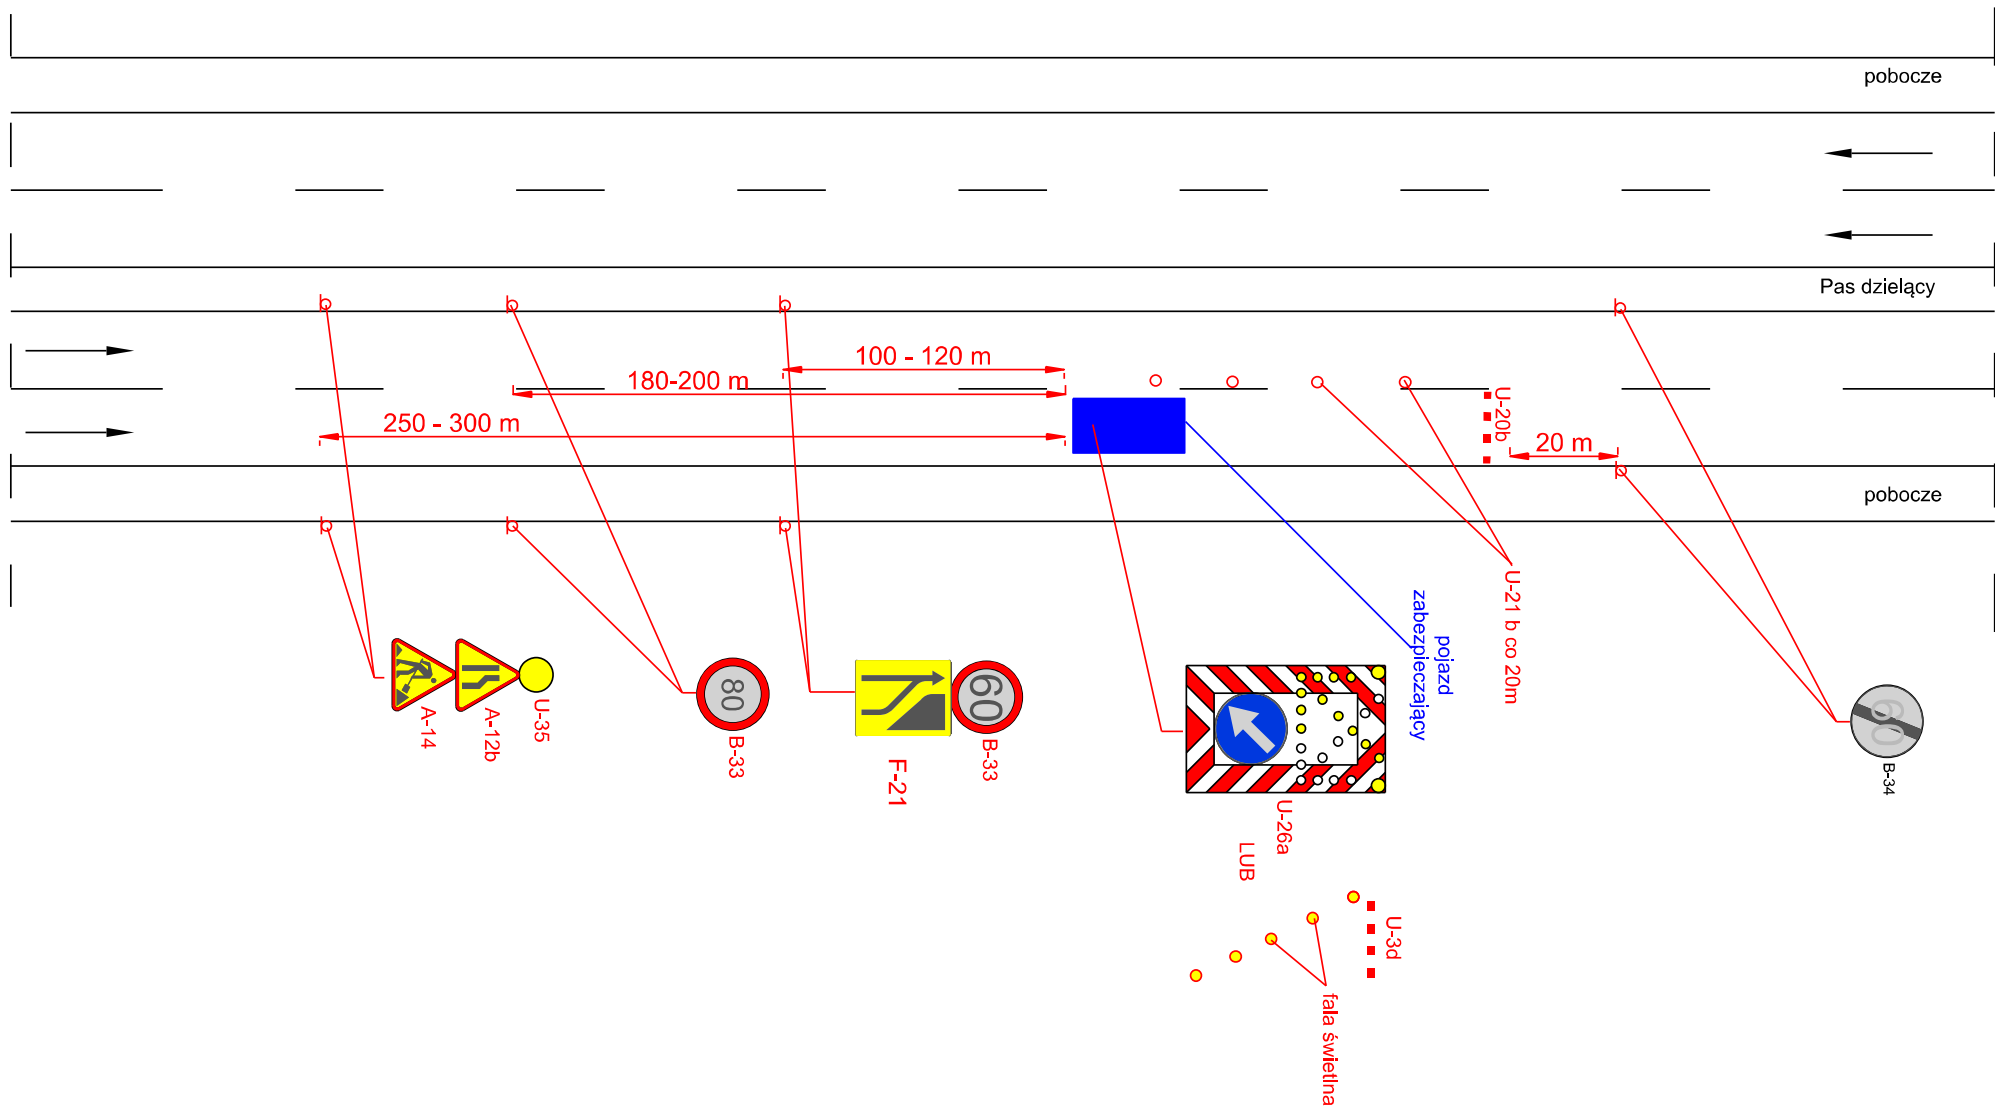 pobocze
Pas dzielący
100 - 120 m
180-200 m
250 - 300 m
U-20b
20 m
pobocze
U-21 b co 20m
pojazd
zabezpieczający
A-14
A-12b
U-35
80
B-33
F-21
60
B-33
U-26a
LUB
U-3d
fala świetlna
60
B-34